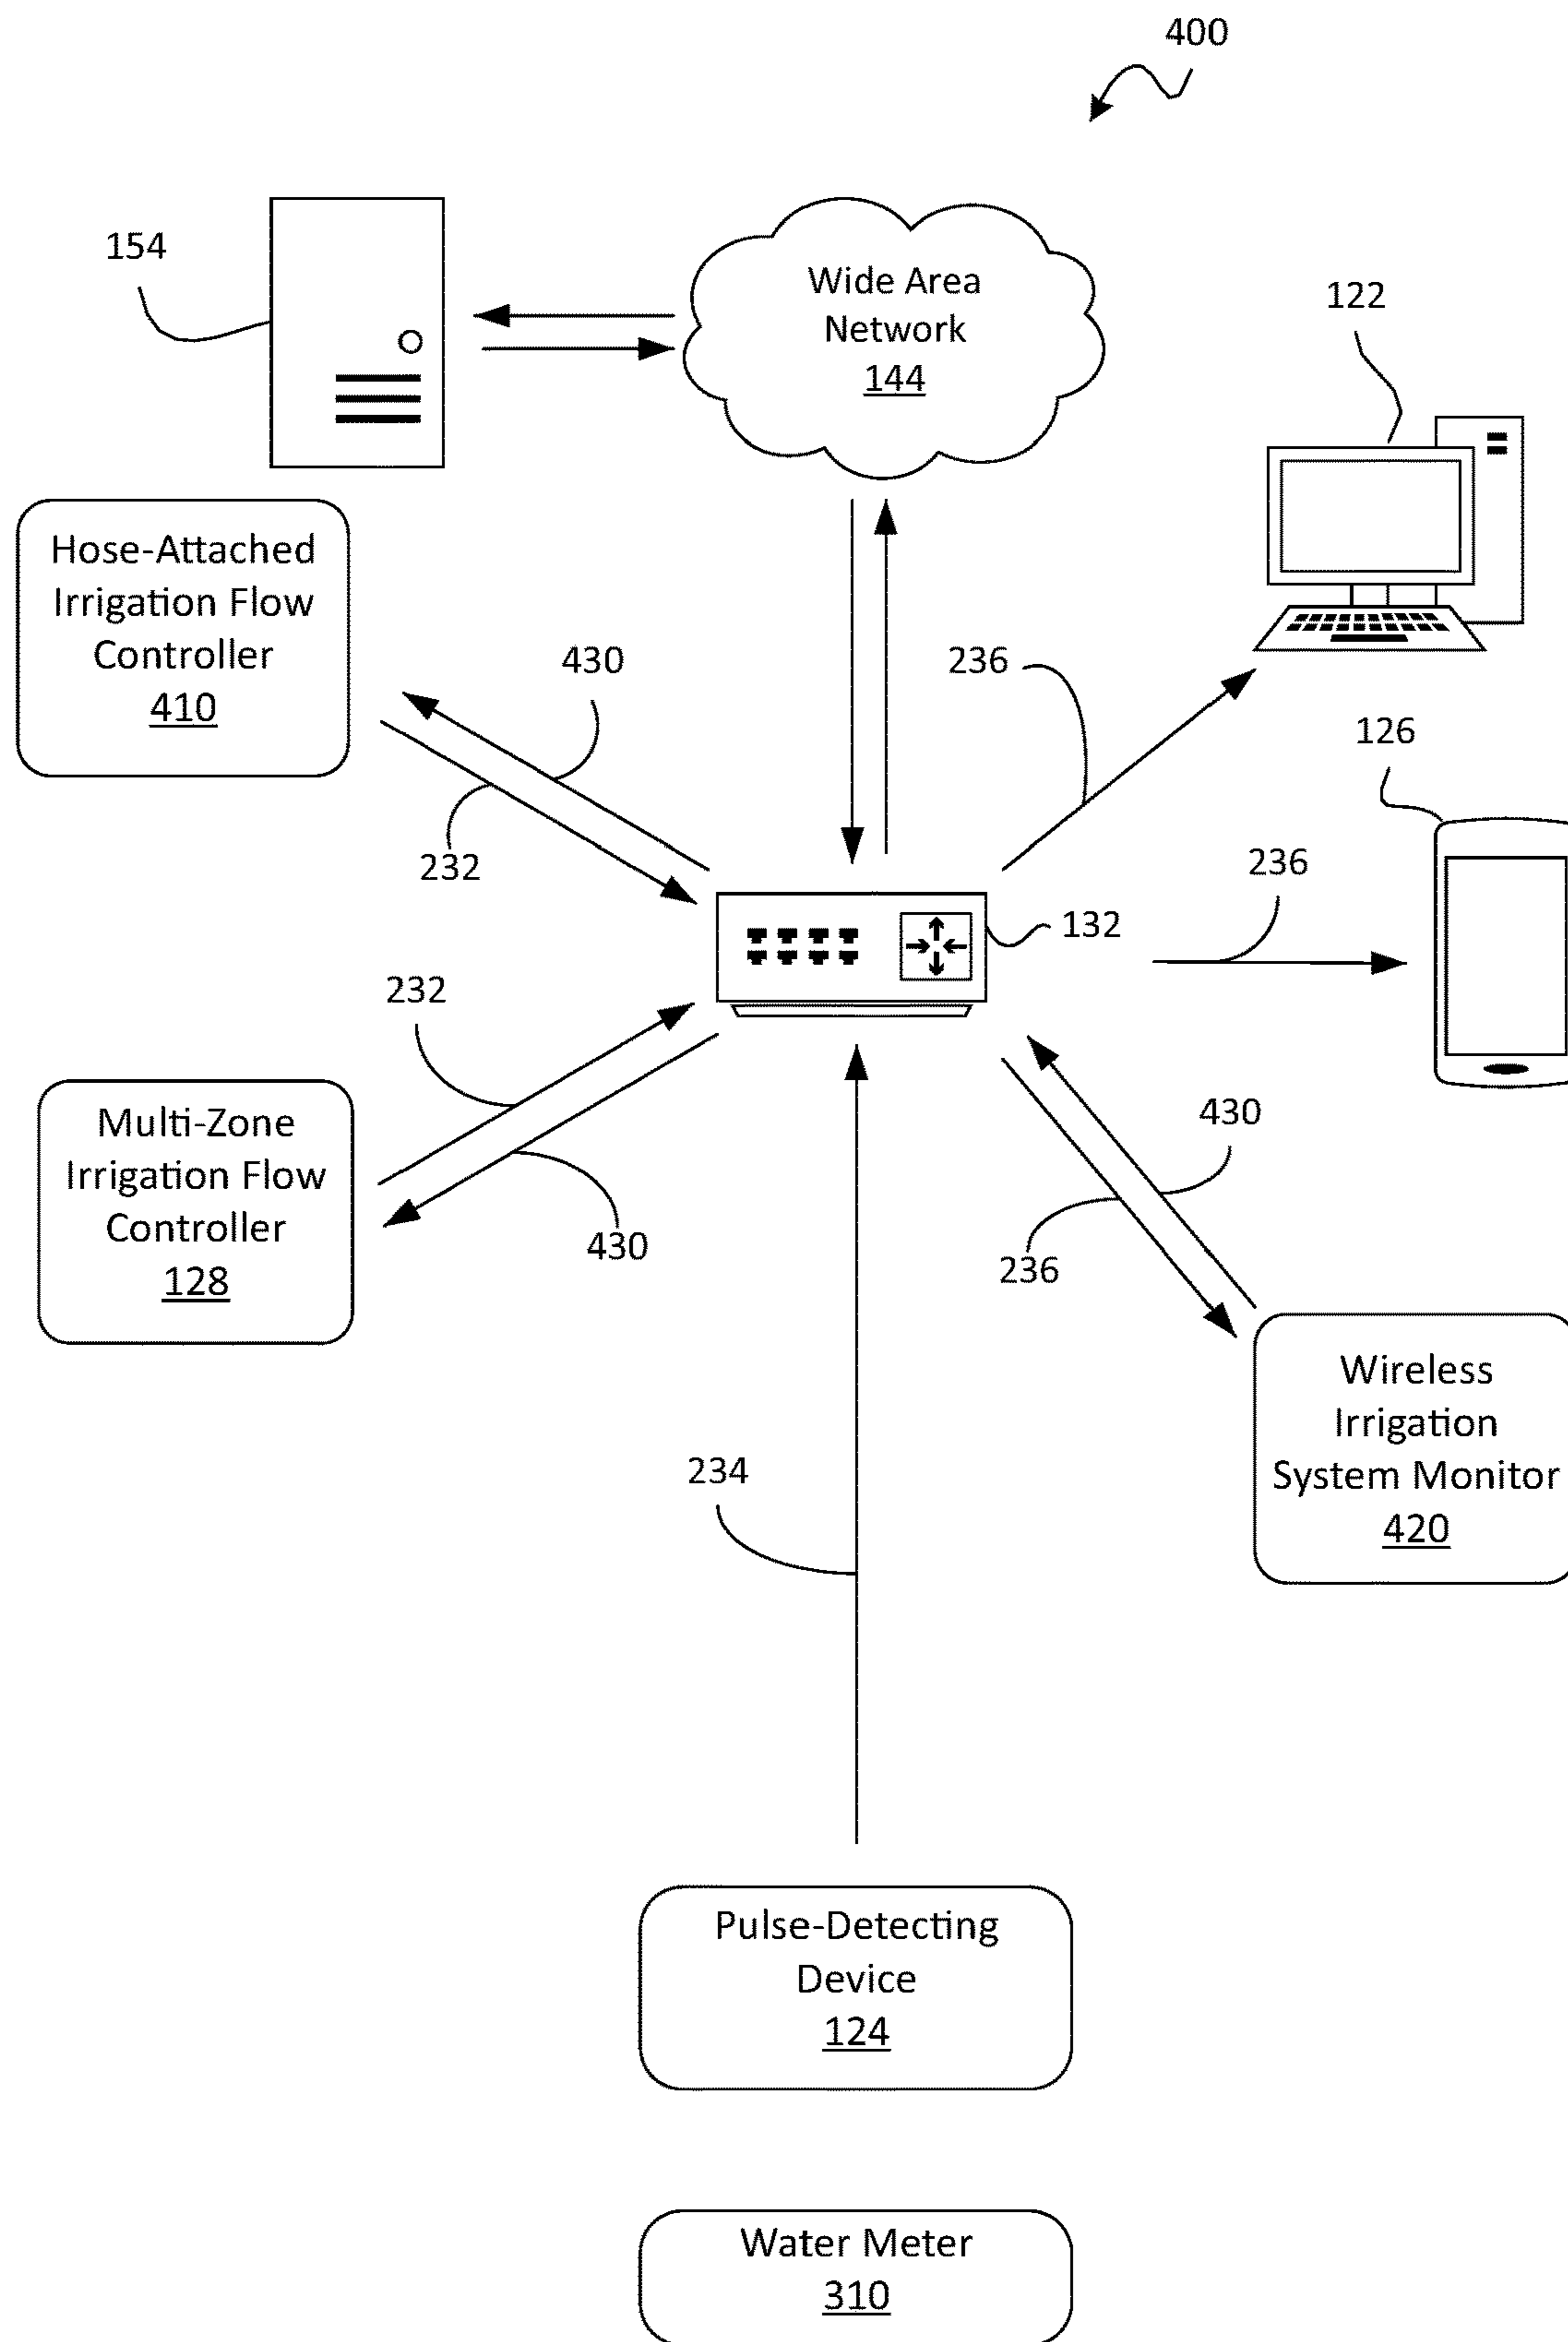 400
154
Wide Area
Network
144
122
Hose-Attached
Irrigation Flow
Controller
410
430
232
236
126
236
132
232
Multi-Zone
Irrigation Flow
Controller
128
430
430
236
Wireless
Irrigation
System Monitor
420
234
Pulse-Detecting
Device
124
Water Meter
310